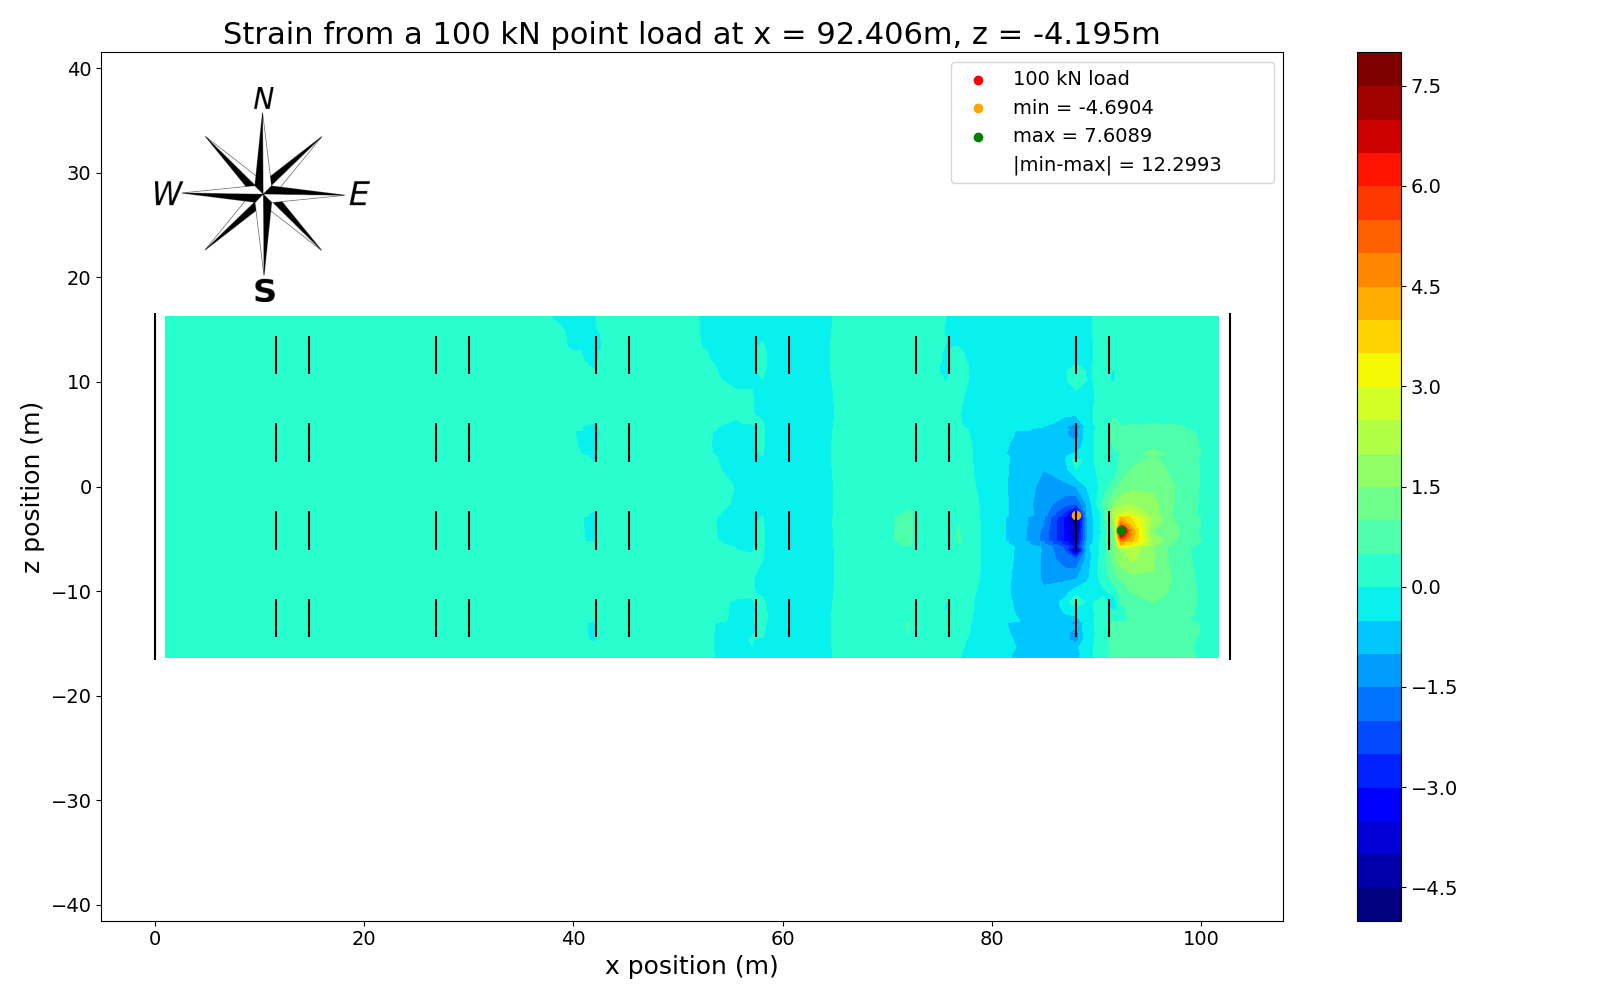 Strain from a 100 kN point load at x = 92.406m, z = -4.195m
100 kN load
min = -4.6904
max = 7.6089
|min-max| = 12.2993
N
W
E
S
z position (m)
40
30
20
10
0
−10
−20
−30
−40
0
20
40
60
80
100
x position (m)
7.5
6.0
4.5
3.0
1.5
0.0
−1.5
−3.0
−4.5